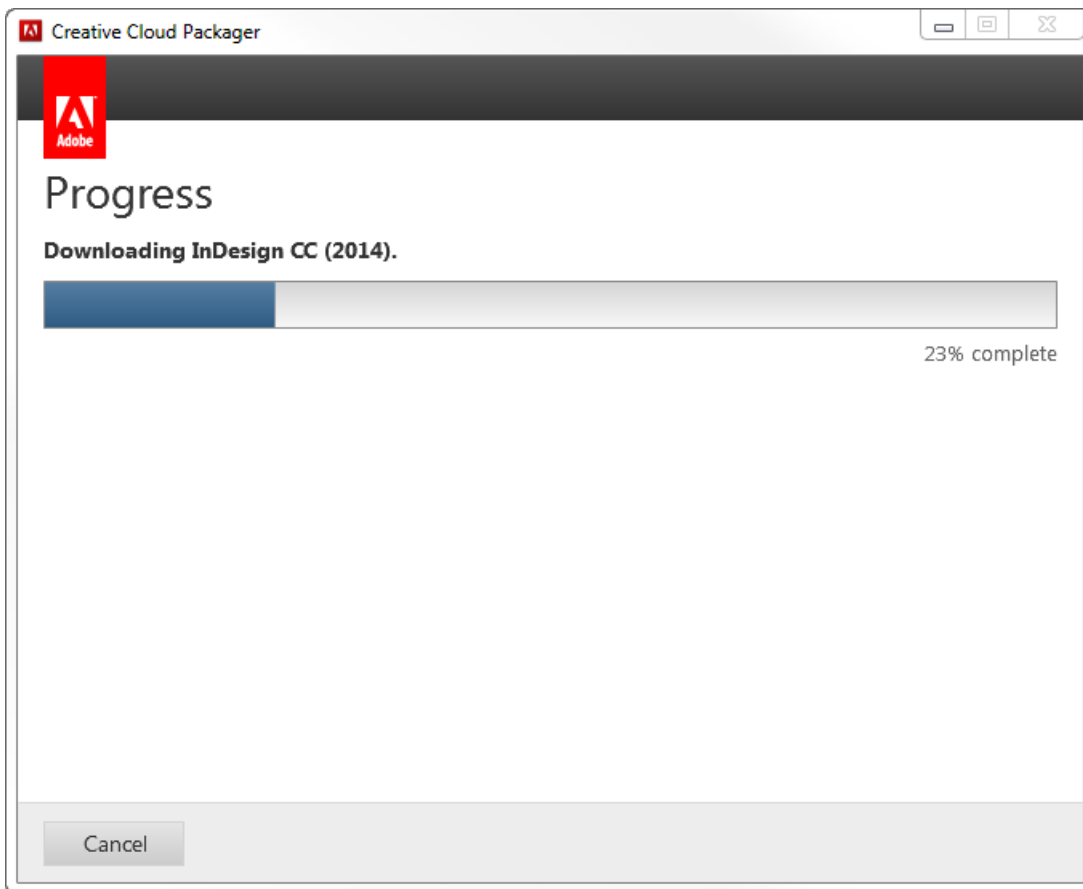 Creative Cloud Packager
Adobe
Progress
Downloading InDesign CC (2014).
23% complete
Cancel